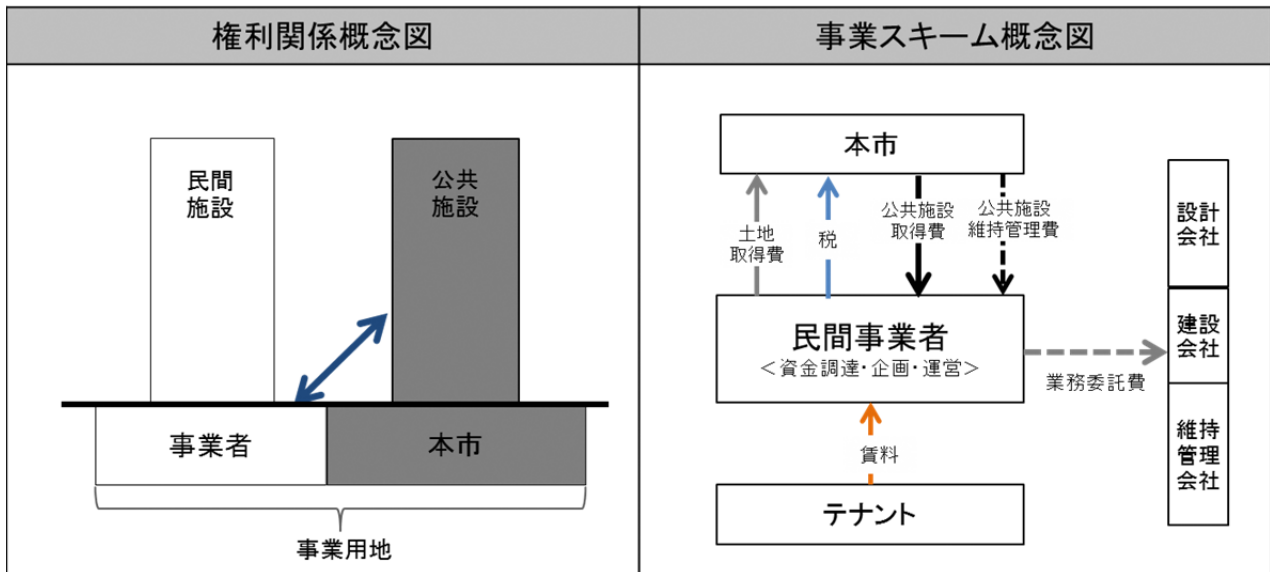 権利関係概念図
事業スキーム概念図
民間
施設
公共
施設
事業者
本市
事業用地
本市
土地
取得費
税
公共施設
取得費
公共施設
維持管理費
民間事業者
＜資金調達・企画・運営＞
業務委託費
賃料
テナント
設計
会社
建設
会社
維持
管理
会社